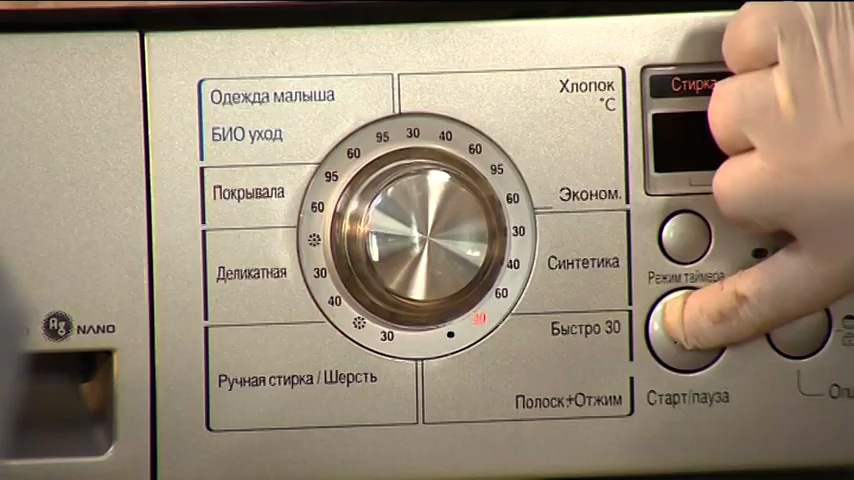 Одежда малыша
БИО уход
Покрывала
Деликатная
Ручная стирка / Шерсть
Хлопок
°C
Эконом.
Синтетика
Быстро 30
Полоск.+Отжим
60
95
60
95
30
40
60
95
60
30
40
60
40
30
40
30
Стирка
Режим таймера
Старт/пауза
Ag
NANO